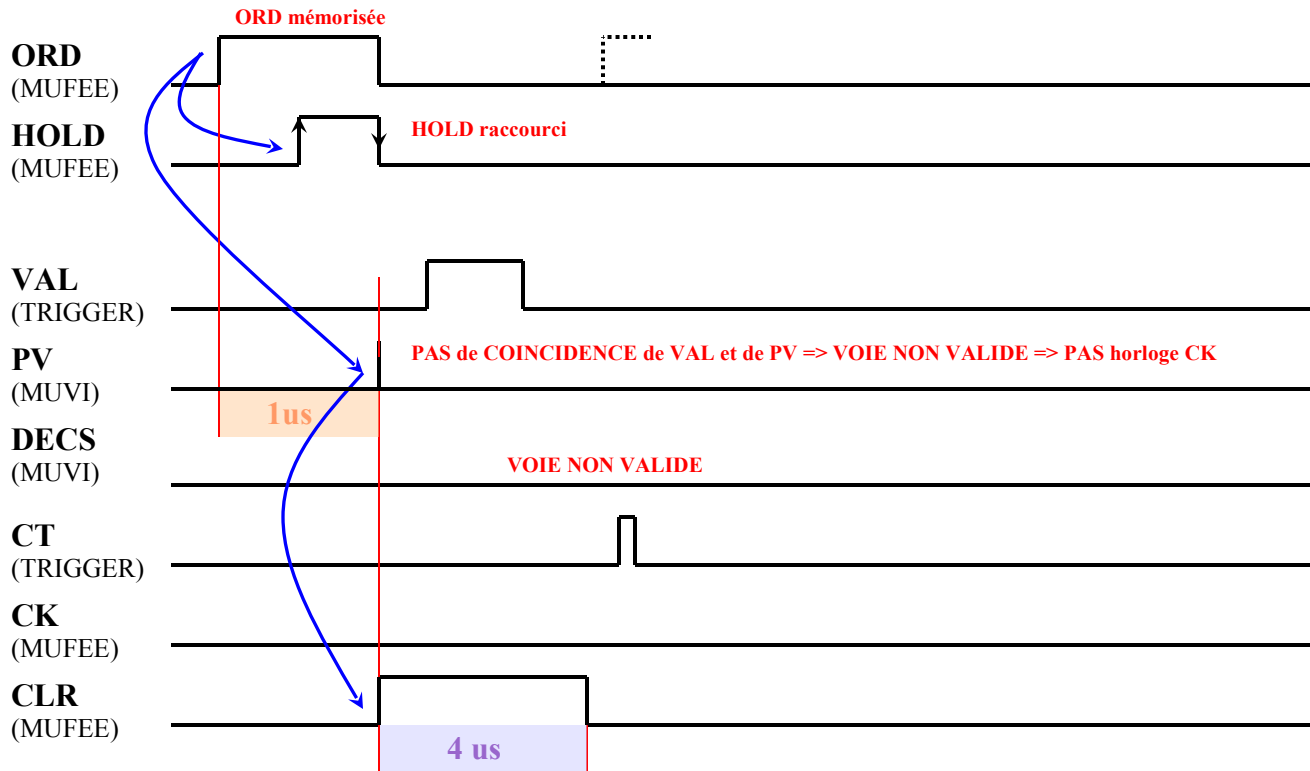 ORD mémorisée
ORD
(MUFEE)
HOLD
(MUFEE)
HOLD raccourci
VAL
(TRIGGER)
PV
(MUVI)
PAS de COINCIDENCE de VAL et de PV => VOIE NON VALIDE => PAS horloge CK
1us
DECS
(MUVI)
VOIE NON VALIDE
CT
(TRIGGER)
CK
(MUFEE)
CLR
(MUFEE)
4 us